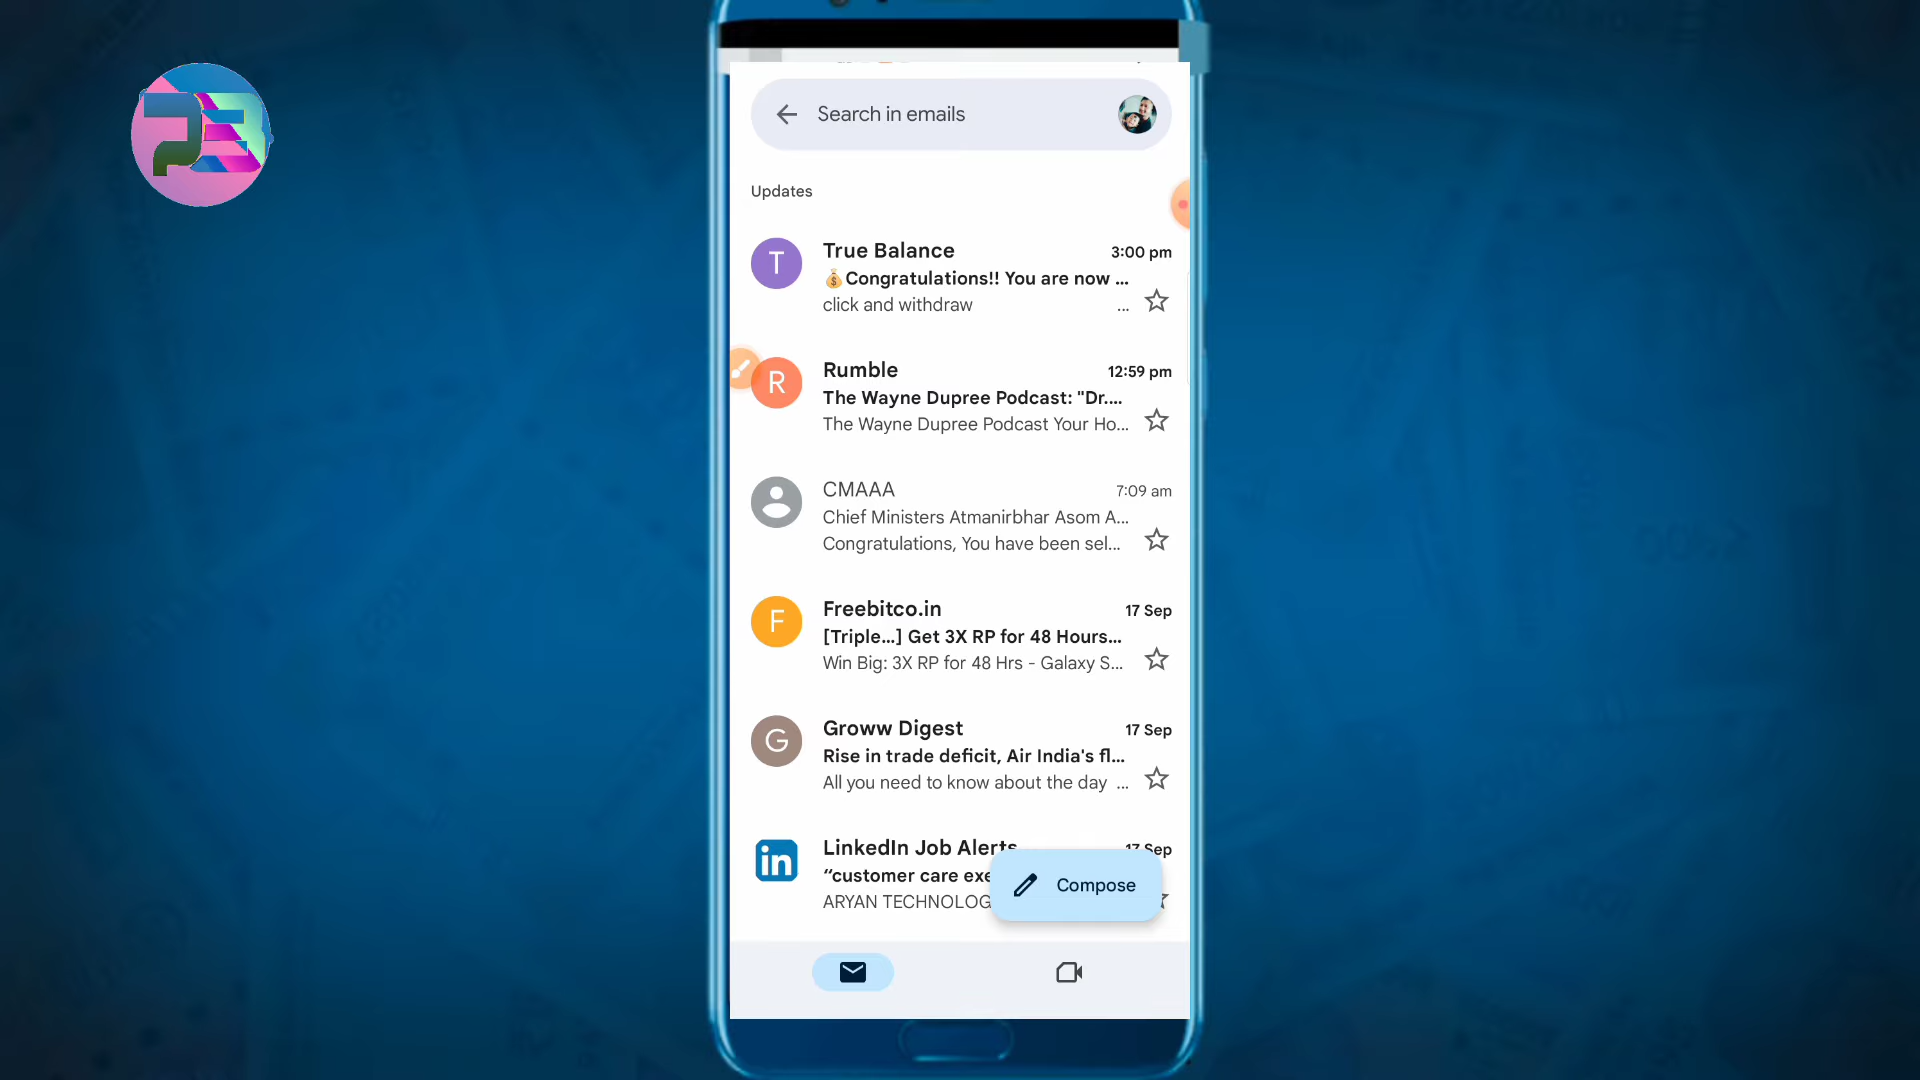 PE
Search in emails
Updates
T
True Balance
3:00 pm
💰Congratulations!! You are now ...
click and withdraw ...
R
Rumble
12:59 pm
The Wayne Dupree Podcast: "Dr....
The Wayne Dupree Podcast Your Ho...
CMAAA
7:09 am
Chief Ministers Atmanirbhar Asom A...
Congratulations, You have been sel...
F
Freebitco.in
17 Sep
[Triple...] Get 3X RP for 48 Hours...
Win Big: 3X RP for 48 Hrs - Galaxy S...
G
Groww Digest
17 Sep
Rise in trade deficit, Air India's fl...
All you need to know about the day ...
in
LinkedIn Job Alerts
17 Sep
“customer care exe
ARYAN TECHNOLOG
Compose